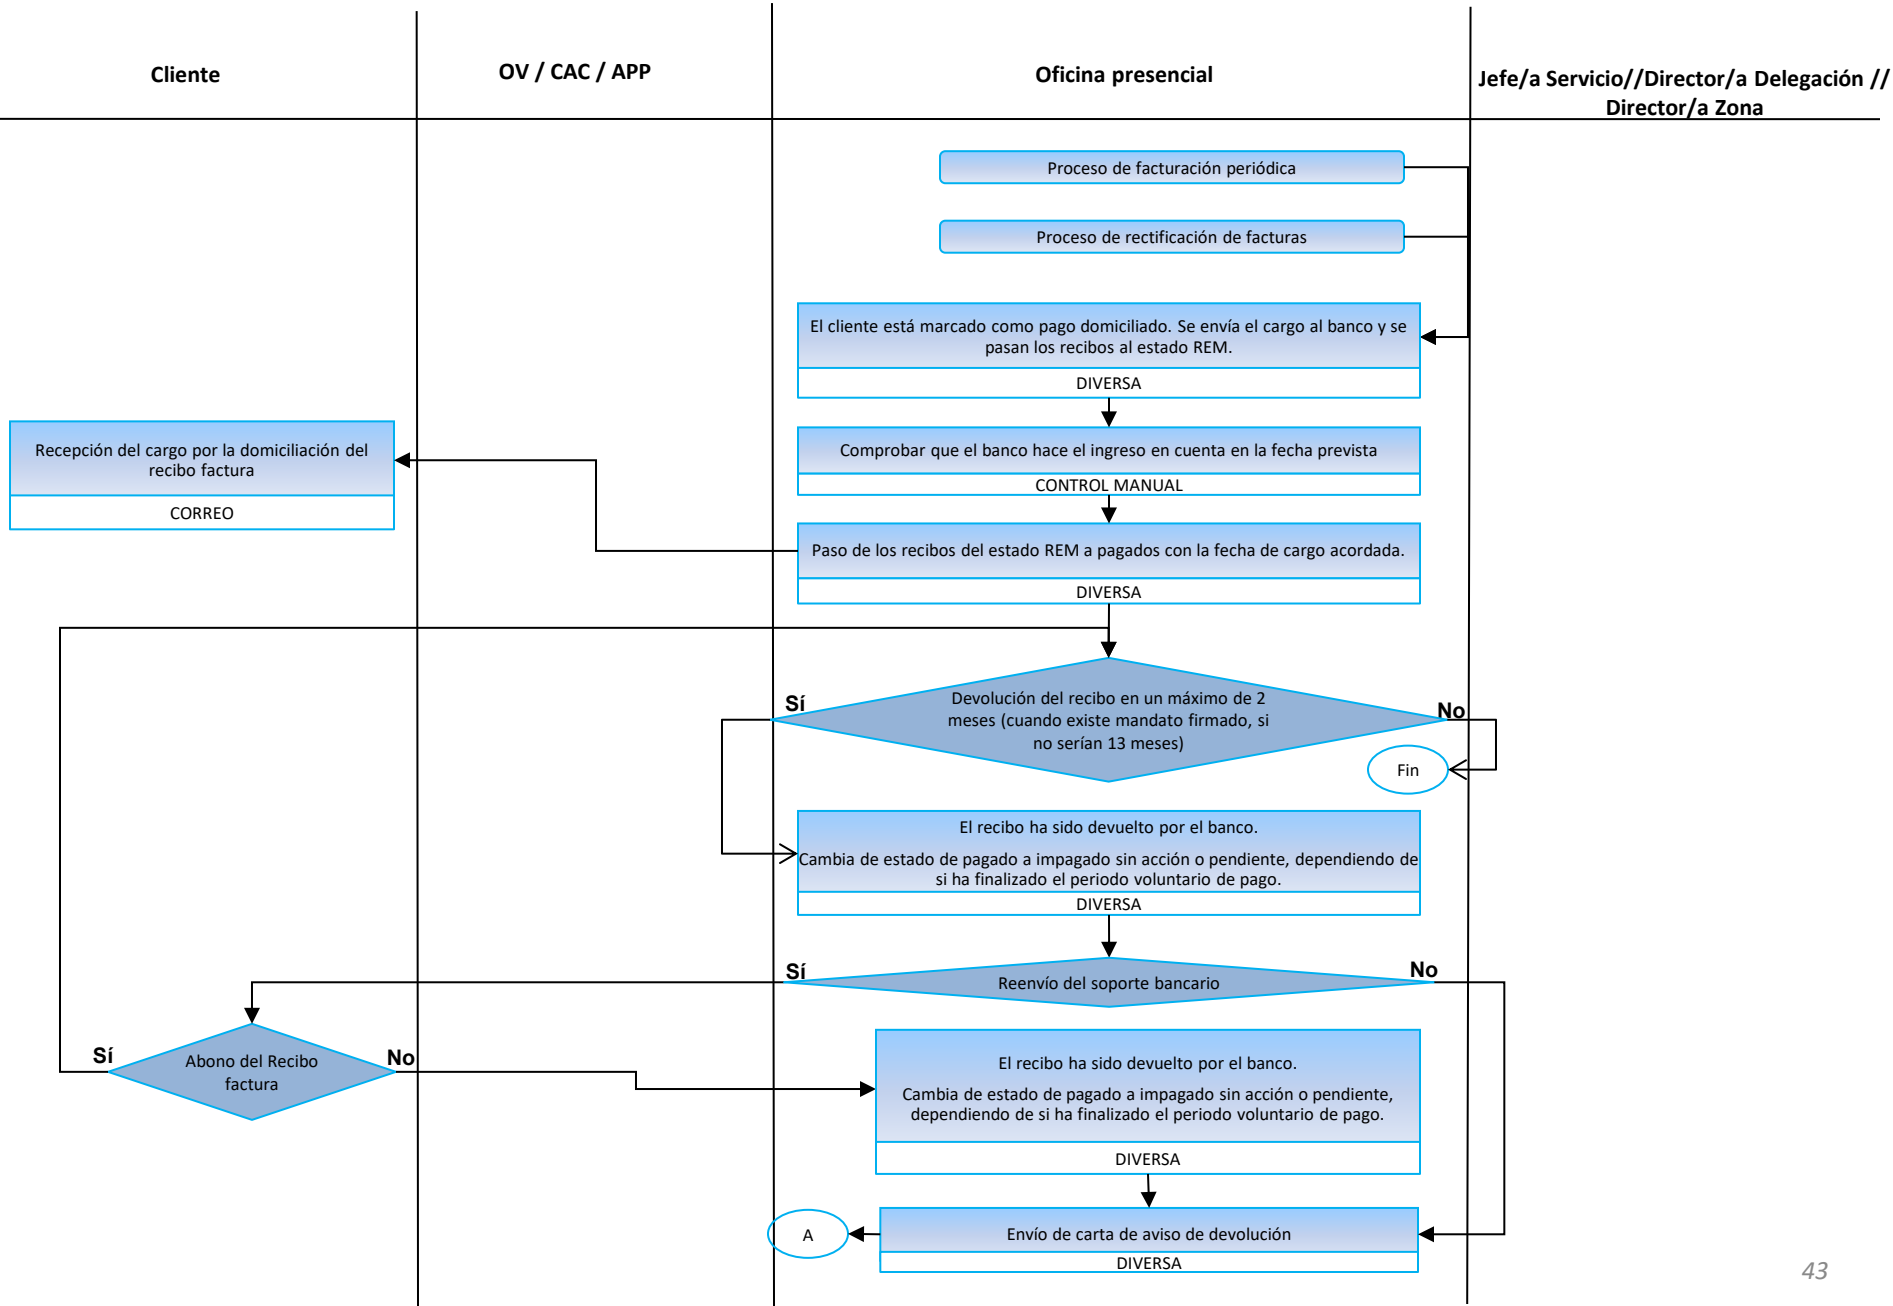 Cliente
OV / CAC / APP
Oficina presencial
Jefe/a Servicio//Director/a Delegación //
Director/a Zona
Proceso de facturación periódica
Proceso de rectificación de facturas
El cliente está marcado como pago domiciliado. Se envía el cargo al banco y se
pasan los recibos al estado REM.
DIVERSA
Recepción del cargo por la domiciliación del
recibo factura
CORREO
Comprobar que el banco hace el ingreso en cuenta en la fecha prevista
CONTROL MANUAL
Paso de los recibos del estado REM a pagados con la fecha de cargo acordada.
DIVERSA
Sí
Devolución del recibo en un máximo de 2
meses (cuando existe mandato firmado, si
no serían 13 meses)
No
Fin
El recibo ha sido devuelto por el banco.
Cambia de estado de pagado a impagado sin acción o pendiente, dependiendo de
si ha finalizado el periodo voluntario de pago.
DIVERSA
Sí
Reenvío del soporte bancario
No
Sí
Abono del Recibo
factura
No
El recibo ha sido devuelto por el banco.
Cambia de estado de pagado a impagado sin acción o pendiente,
dependiendo de si ha finalizado el periodo voluntario de pago.
DIVERSA
A
Envío de carta de aviso de devolución
DIVERSA
43